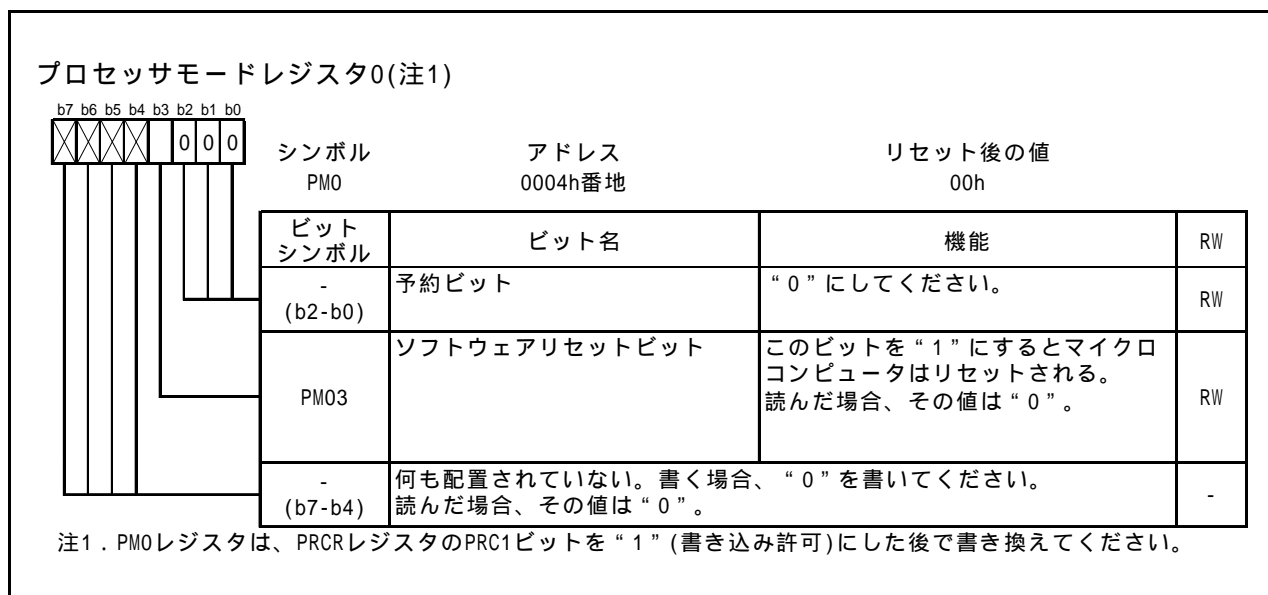 プロセッサモードレジスタ0(注1)
b7 b6 b5 b4 b3 b2 b1 b0
0 0 0
シンボル アドレス リセット後の値
PM0 0004h番地 00h
ビット
シンボル ビット名 機能 RW
-
(b2-b0) 予約ビット “0”にしてください。 RW
PM03 ソフトウェアリセットビット このビットを“1”にするとマイクロ
コンピュータはリセットされる。
読んだ場合、その値は“0”。 RW
-
(b7-b4) 何も配置されていない。書く場合、“0”を書いてください。
読んだ場合、その値は“0”。 -
注1．PM0レジスタは、PRCRレジスタのPRC1ビットを“1”(書き込み許可)にした後で書き換えてください。